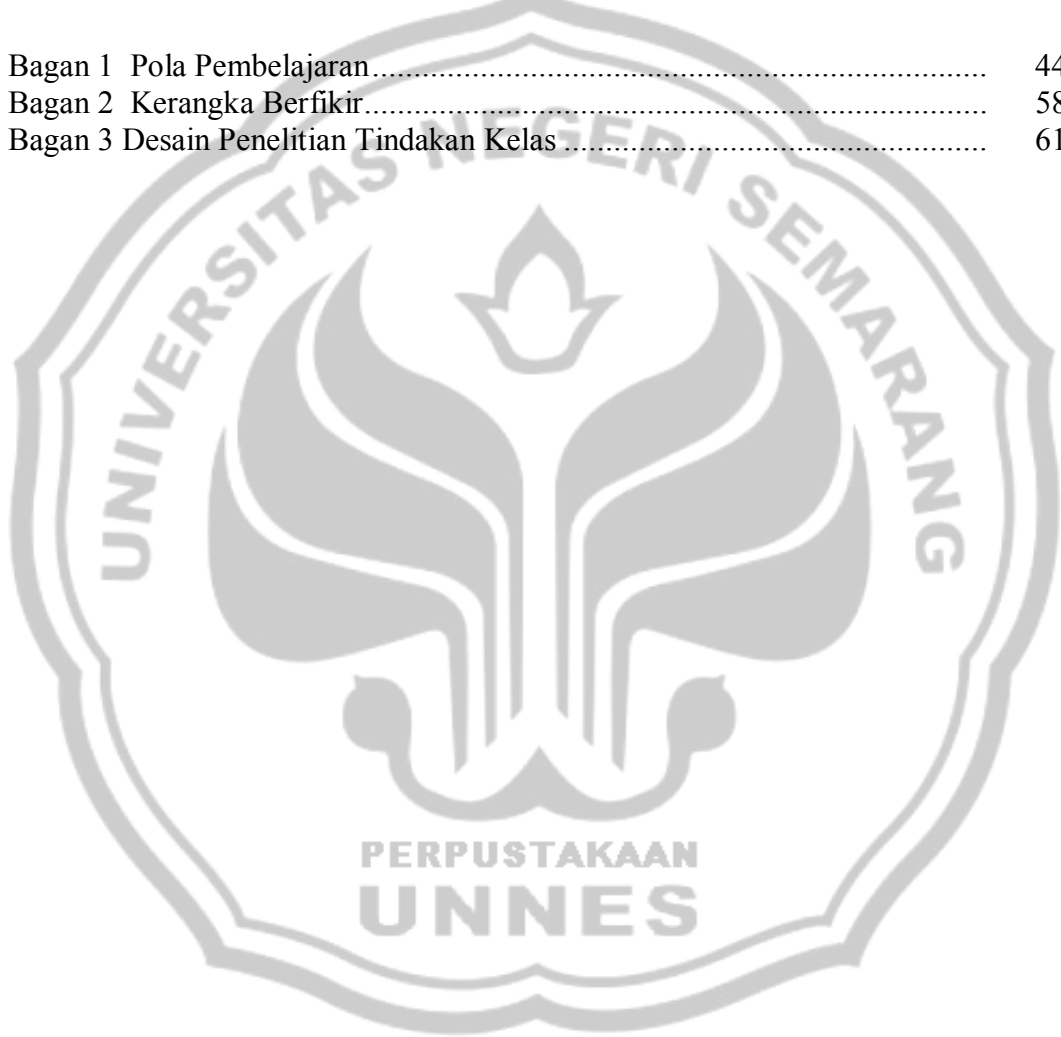 Bagan 1  Pola Pembelajaran........................................................................... 44
Bagan 2  Kerangka Berfikir............................................................................ 58
Bagan 3 Desain Penelitian Tindakan Kelas ................................................... 61
UNIVERSITAS NEGERI SEMARANG
PERPUSTAKAAN
UNNES